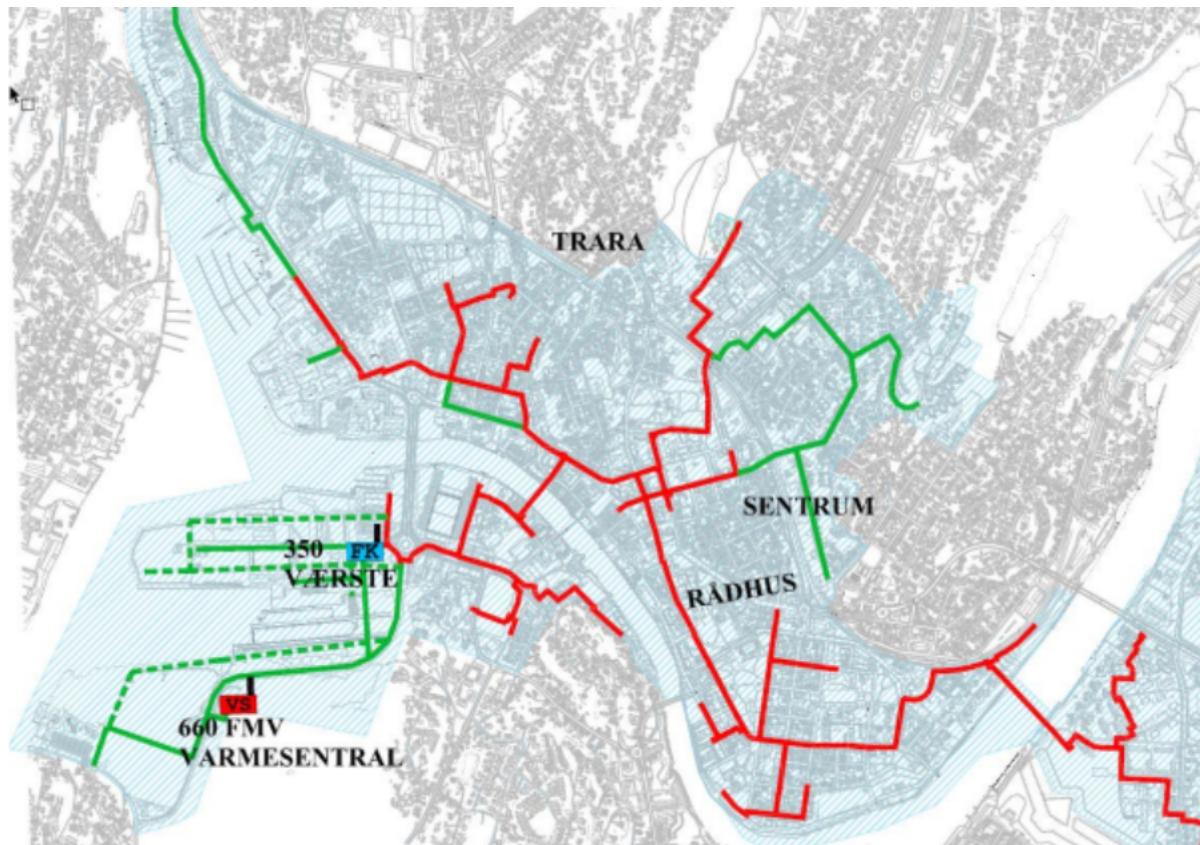 TRARA
SENTRUM
350
FK
VÆRSTE
RÅDHUS
VS
660 FMV
VARMESENTRAL